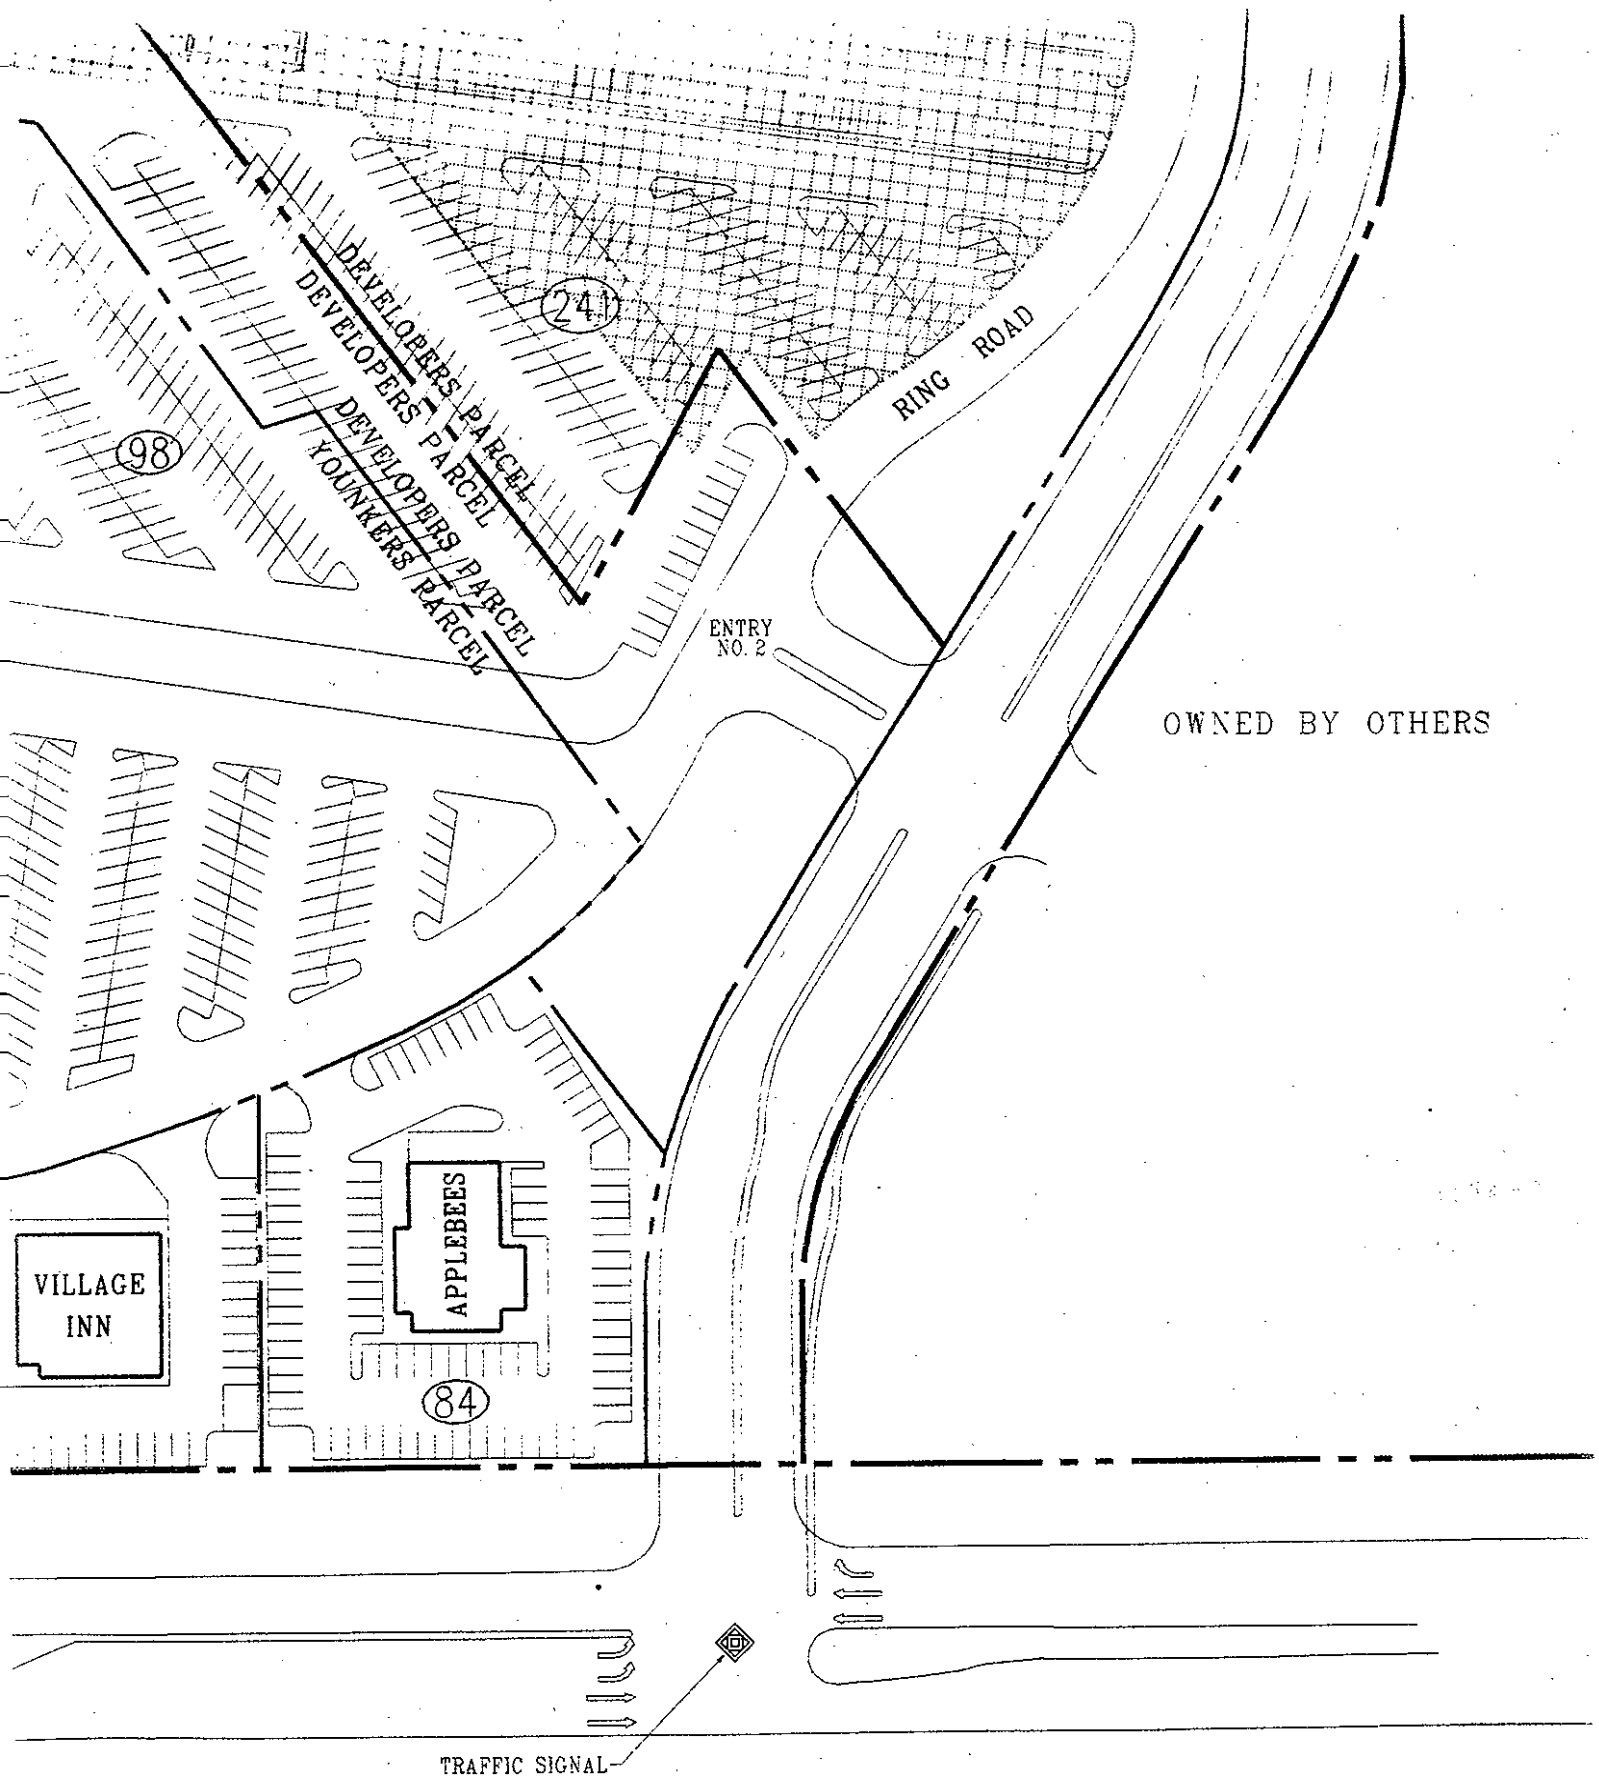 DEVELOPERS PARCEL
DEVELOPERS PARCEL
241
RING ROAD
98
DEVELOPERS PARCEL
YOUNKERS PARCEL
ENTRY
NO. 2
OWNED BY OTHERS
VILLAGE
INN
APPLEBEES
84
TRAFFIC SIGNAL